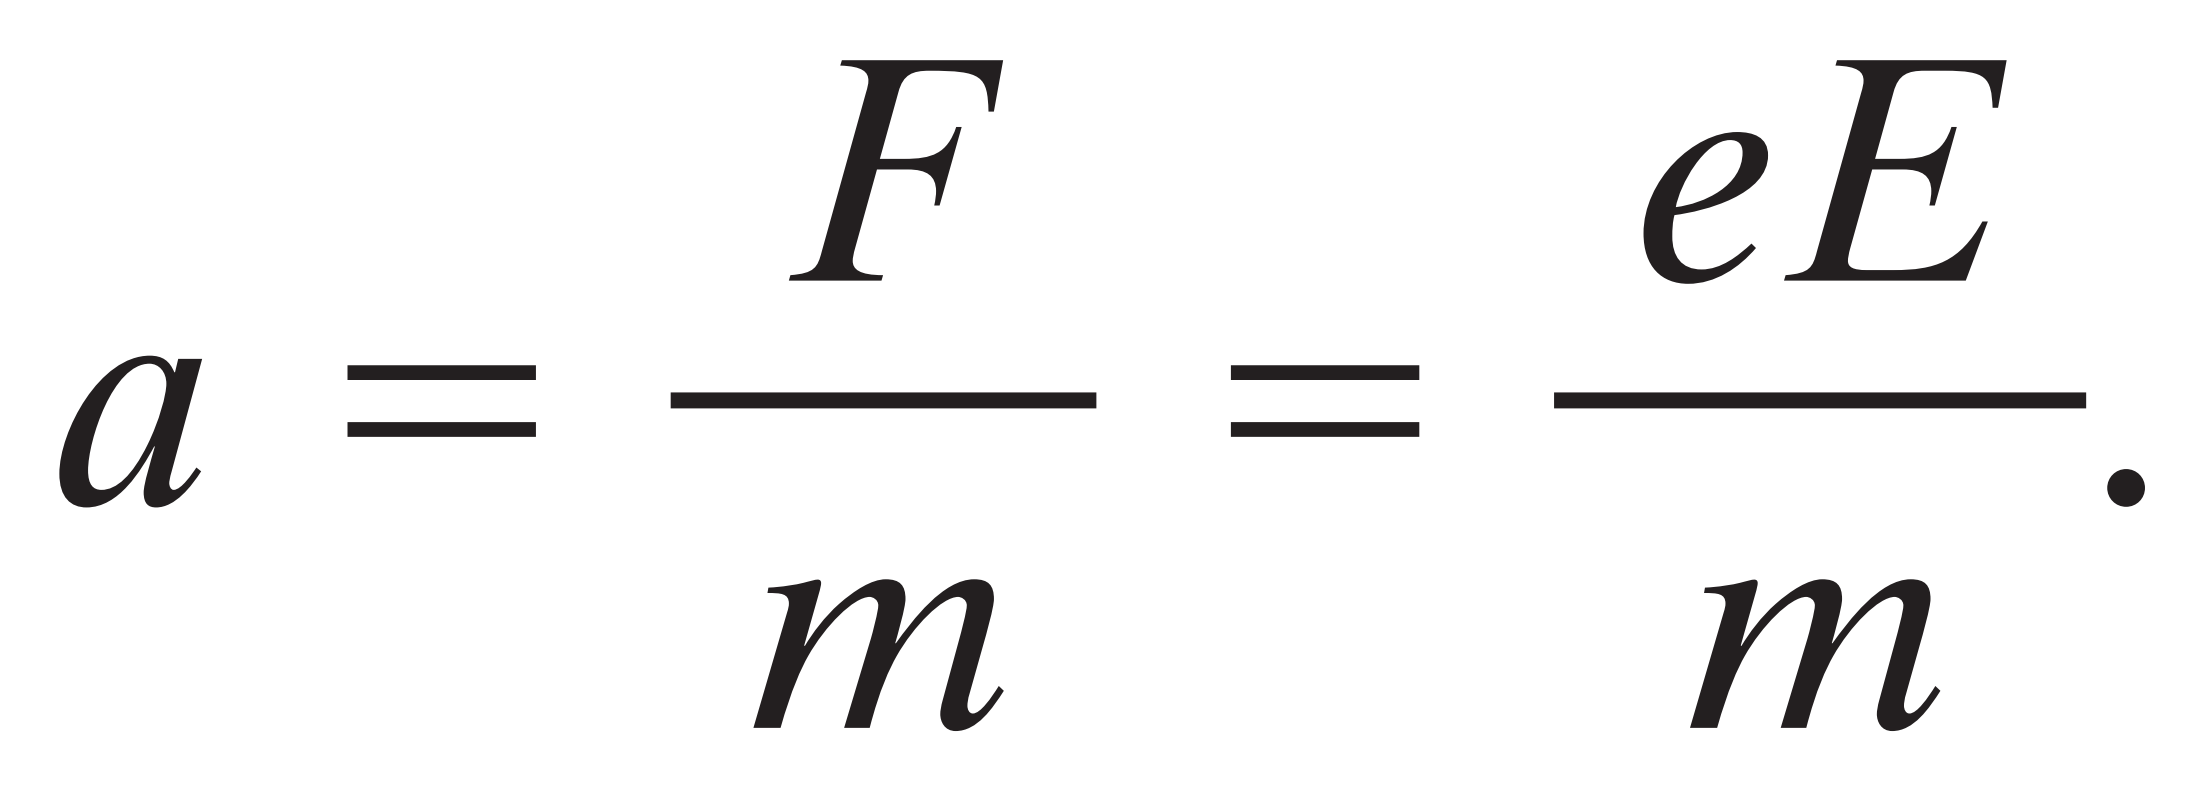 a = F/m = eE/m.